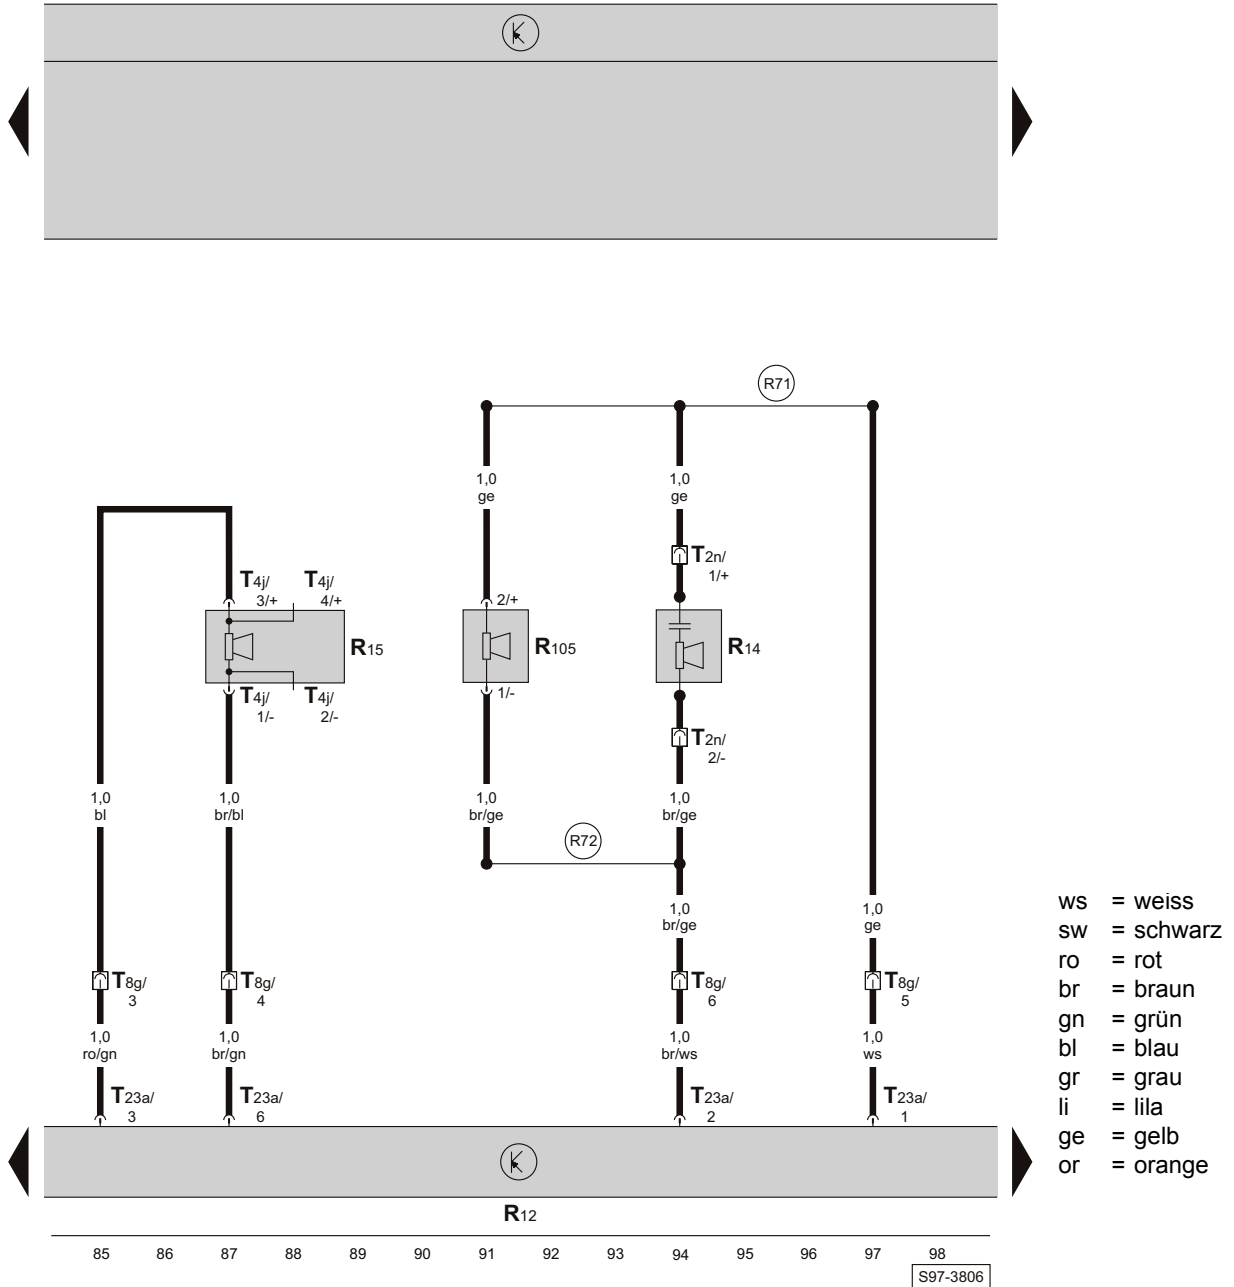 R71
1,0
ge
1,0
ge
T2n/
1/+
T4j/
3/+
T4j/
4/+
2/+
R15
R105
R14
T4j/
1/-
T4j/
2/-
1/-
T2n/
2/-
1,0
bl
1,0
br/bl
1,0
br/ge
1,0
br/ge
R72
1,0
br/ge
1,0
ge
T8g/
3
T8g/
4
T8g/
6
T8g/
5
1,0
ro/gn
1,0
br/gn
1,0
br/ws
1,0
ws
T23a/
3
T23a/
6
T23a/
2
T23a/
1
R12
85 86 87 88 89 90 91 92 93 94 95 96 97 98
S97-3806
ws = weiss
sw = schwarz
ro = rot
br = braun
gn = grün
bl = blau
gr = grau
li = lila
ge = gelb
or = orange